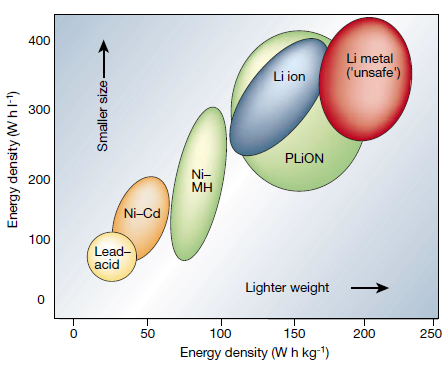 Energy density (W h l-1)
400
300
200
100
0
Smaller size
Lead–
acid
Ni–Cd
Ni–
MH
Li ion
PLiON
Li metal
('unsafe')
Lighter weight
0
50
100
150
200
250
Energy density (W h kg-1)